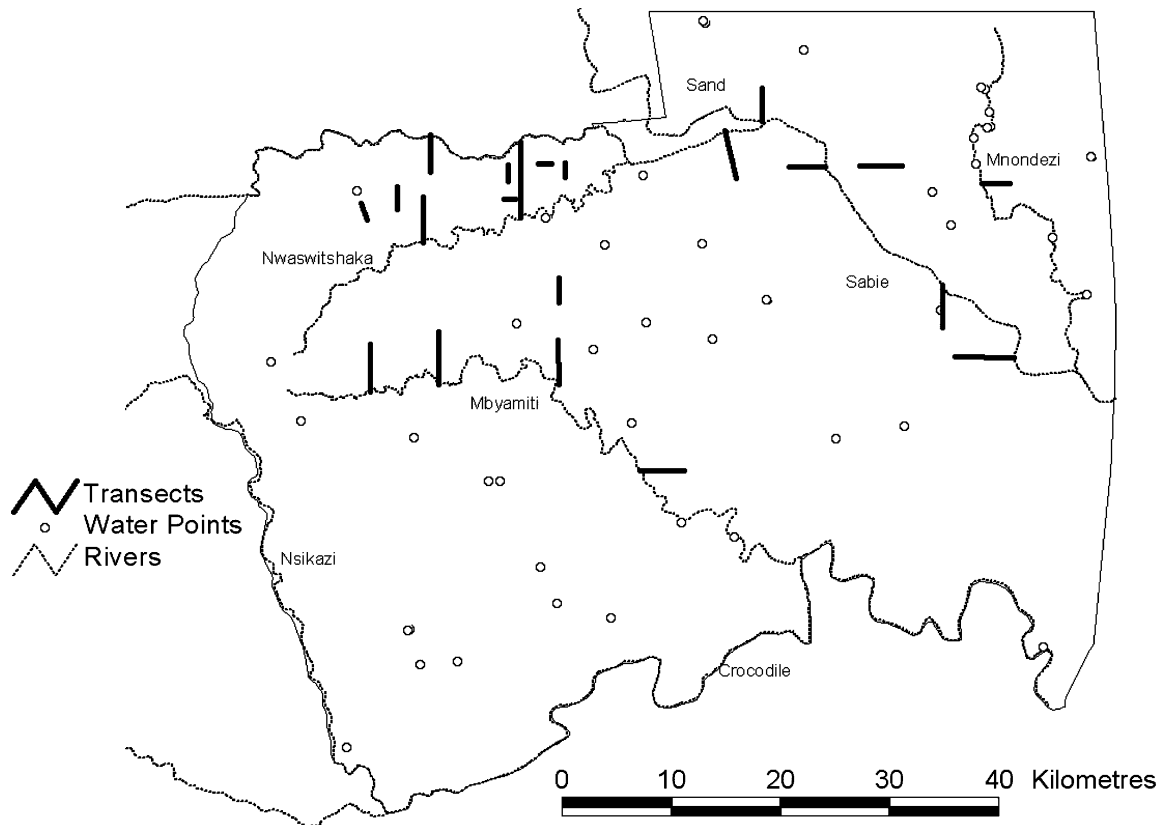 Sand
Mnondezi
Nwaswitshaka
Sabie
Mbyamiti
Transects
Water Points
Rivers
Nsikazi
Crocodile
0 10 20 30 40 Kilometres